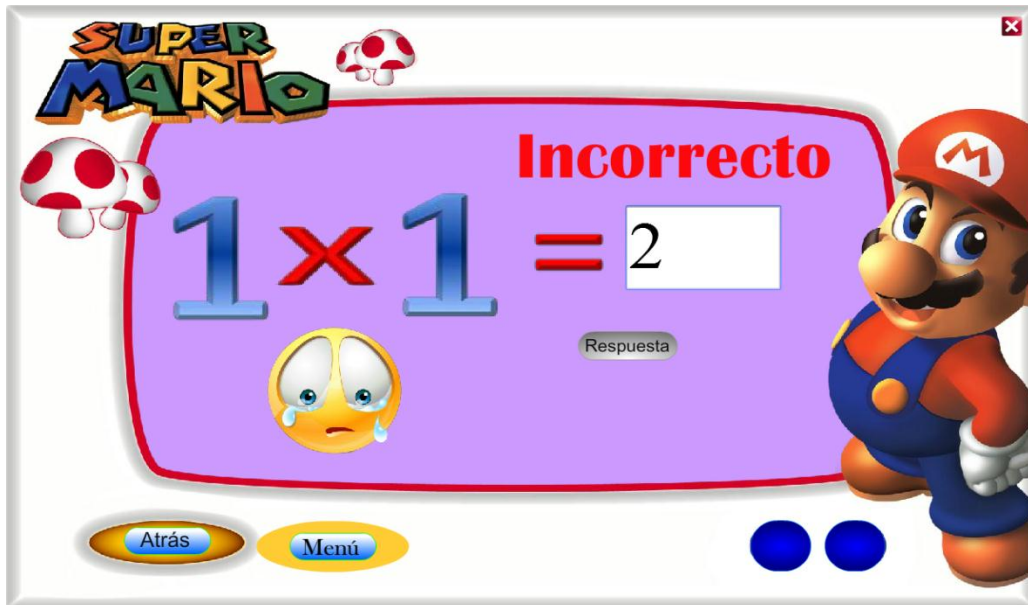 SUPER
MARIO
Incorrecto
1 x 1 = 2
Respuesta
Atrás
Menú
M